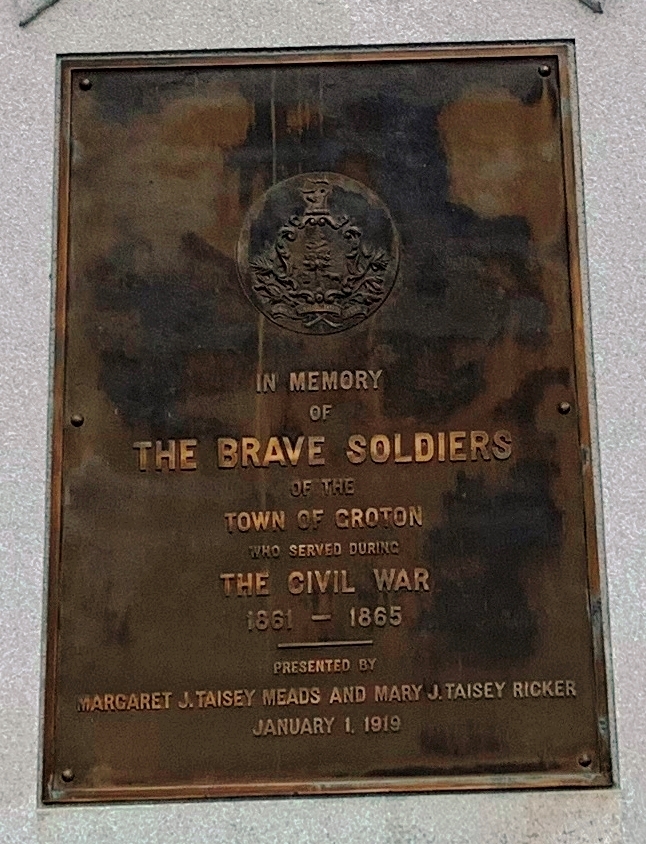 IN MEMORY
OF
THE BRAVE SOLDIERS
OF THE
TOWN OF GROTON
WHO SERVED DURING
THE CIVIL WAR
1861 — 1865
PRESENTED BY
MARGARET J. TAISEY MEADS AND MARY J. TAISEY RICKER
JANUARY 1, 1919